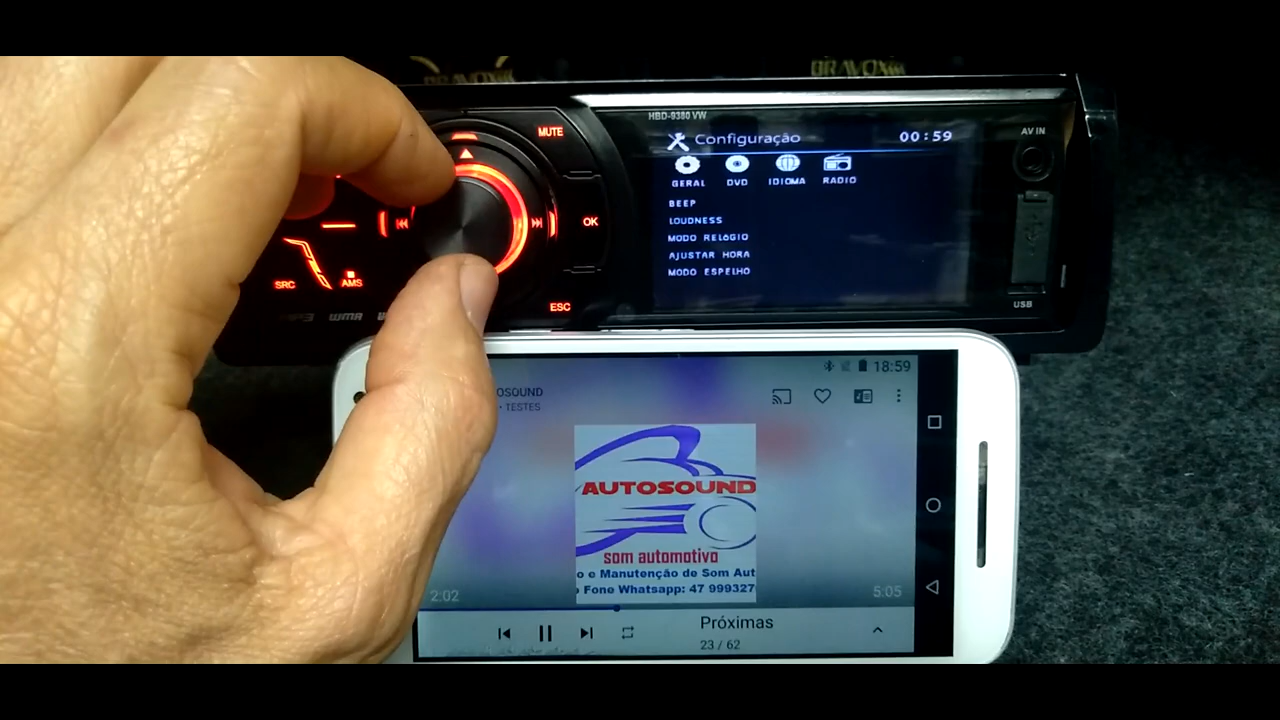 BRAVOX
BRAVOX
HBD-9380 VW
MUTE
OK
ESC
SRC
AMS
WMA
Configuração
00:59
GERAL
DVD
IDIOMA
RADIO
BEEP
LOUDNESS
MODO RELOGIO
AJUSTAR HORA
MODO ESPELHO
AV IN
USB
18:59
OSOUND
• TESTES
AUTOSOUND
som automotivo
o e Manutenção de Som Aut
Fone Whatsapp: 47 999327
2:02
5:05
Próximas
23 / 62